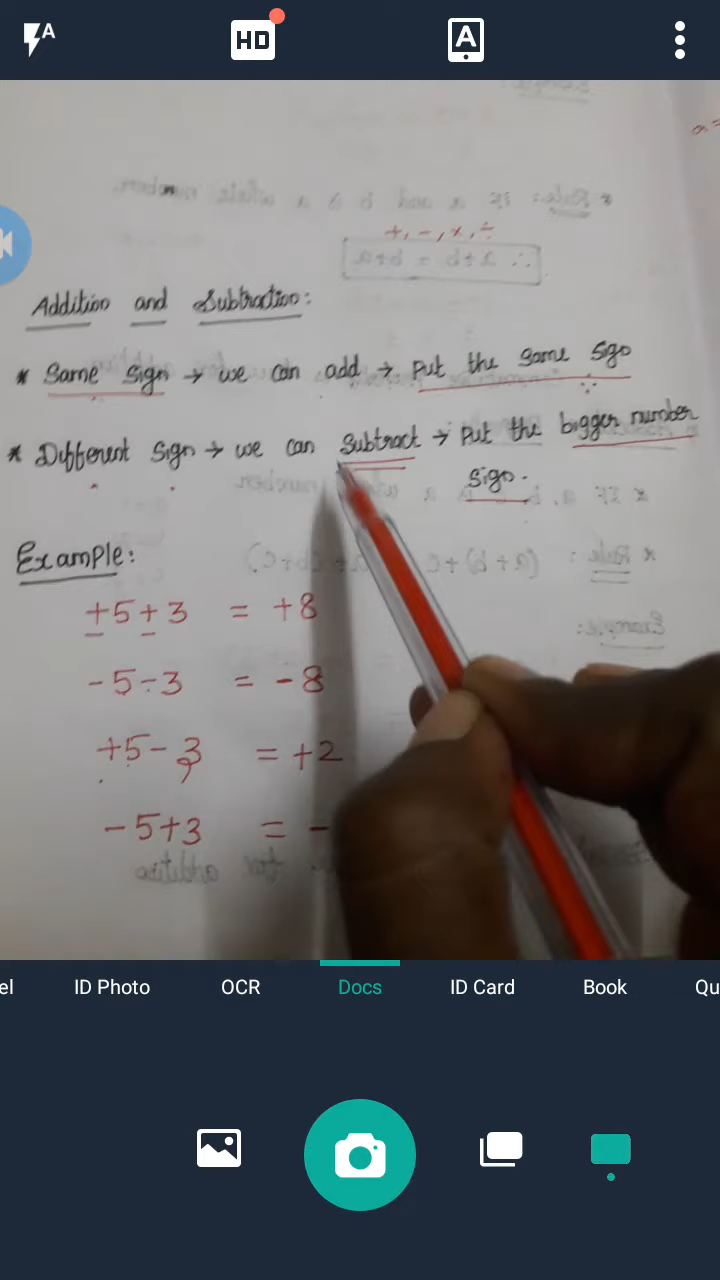 A
HD
A
+, -, x, ÷
∴ a+b = b+a
Addition and Subtraction:
* Same Sign → we can add → Put the Same Sign
* Different Sign → we can Subtract → Put the bigger number
Sign.
Example:
+5+3 = +8
-5-3 = -8
+5-3 = +2
-5+3 = -
ID Photo
OCR
Docs
ID Card
Book